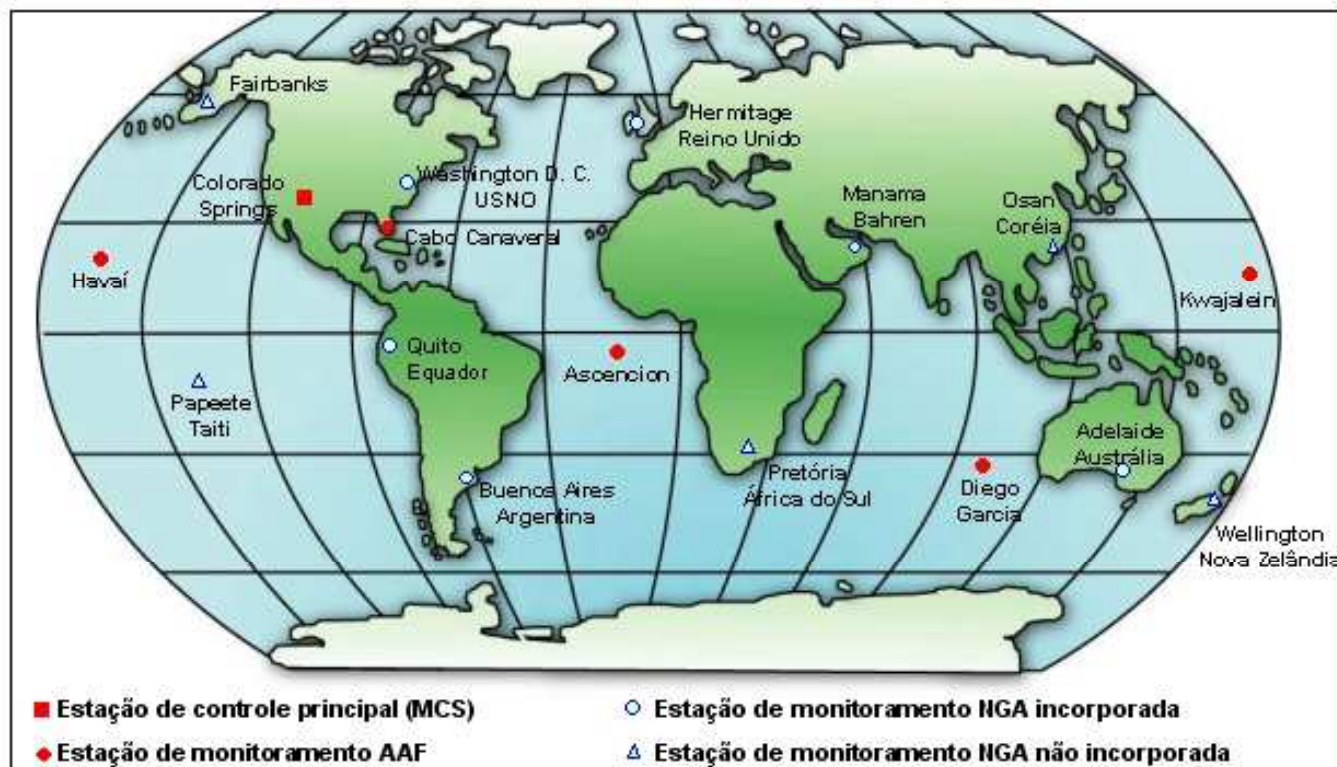 Fairbanks
Hermitage
Reino Unido
Colorado
Springs
Washington D. C.
USNO
Manama
Bahren
Osan
Coréia
Cabo Canaveral
Havaí
Kwajalein
Quito
Equador
Ascencion
Papeete
Taiti
Adelaide
Austrália
Buenos Aires
Argentina
Pretória
África do Sul
Diego
Garcia
Wellington
Nova Zelândia
Estação de controle principal (MCS)
Estação de monitoramento NGA incorporada
Estação de monitoramento AAF
Estação de monitoramento NGA não incorporada